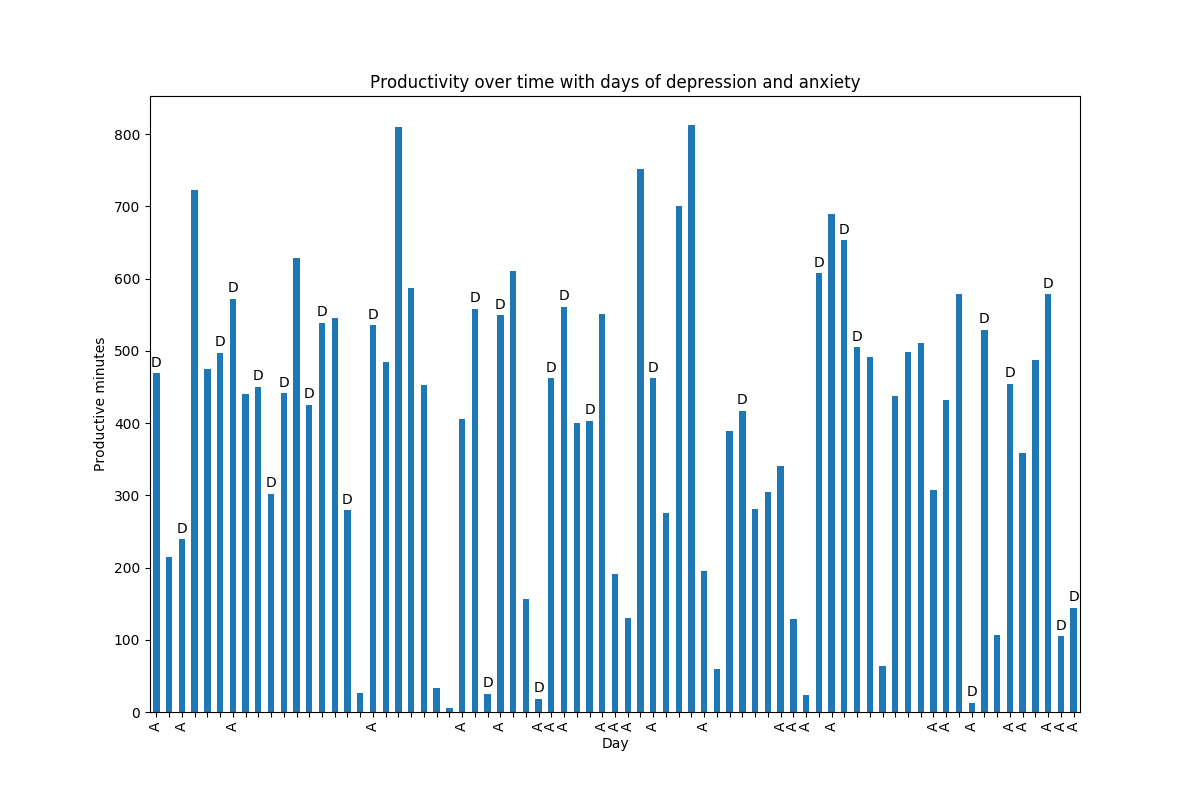 Productivity over time with days of depression and anxiety
Productive minutes
800
700
600
500
400
300
200
100
0
D D D D D D D D D D D D D D D D D D D D D D D D D D D D D
A A A A A A A A A A A A A A A A A A A A A A A A A A
Day